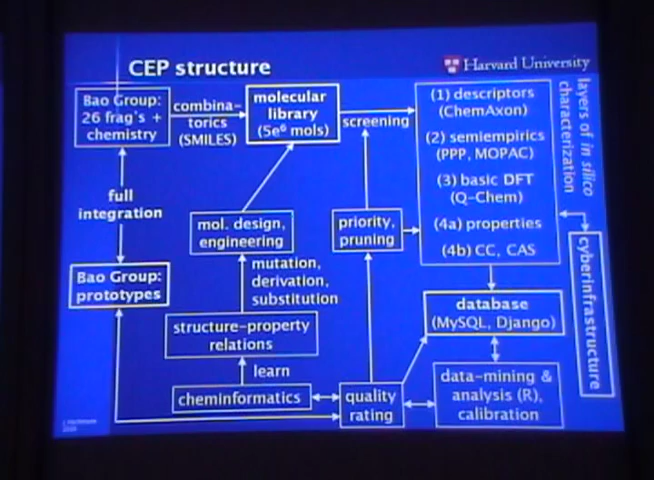 CEP structure
Harvard University
Bao Group:
26 frag's +
chemistry
combina-
torics
(SMILES)
molecular
library
(5e⁶ mols)
screening
(1) descriptors
(ChemAxon)
(2) semiempirics
(PPP, MOPAC)
(3) basic DFT
(Q-Chem)
(4a) properties
(4b) CC, CAS
layers of in silico
characterization
full
integration
mol. design,
engineering
priority,
pruning
Bao Group:
prototypes
mutation,
derivation,
substitution
database
(MySQL, Django)
cyberinfrastructure
structure-property
relations
learn
cheminformatics
quality
rating
data-mining &
analysis (R),
calibration